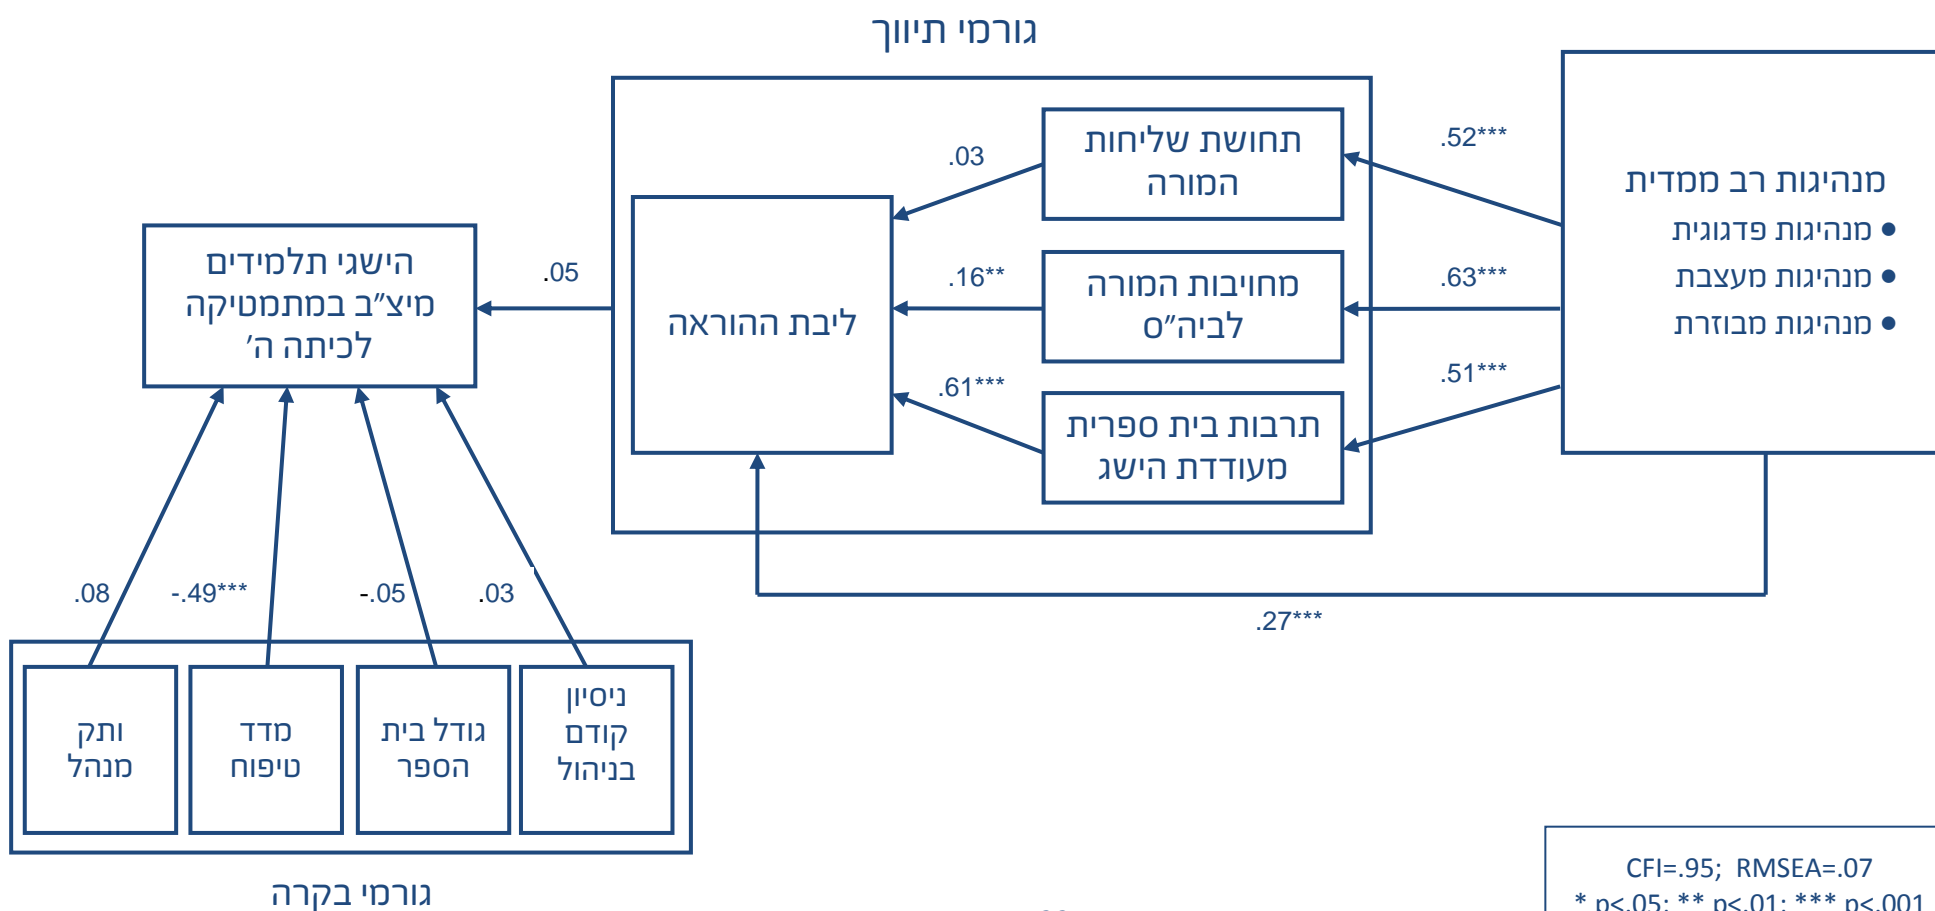 גורמי תיווך
מנהיגות רב ממדית
● מנהיגות פדגוגית
● מנהיגות מעצבת
● מנהיגות מבוזרת
.52***
.63***
.51***
תחושת שליחות
המורה
מחויבות המורה
לביה״ס
תרבות בית ספרית
מעודדת הישג
.03
.16**
.61***
ליבת ההוראה
.27***
.05
הישגי תלמידים
מיצ״ב במתמטיקה
לכיתה ה׳
.03
-.05
-.49***
.08
ניסיון
קודם
בניהול
גודל בית
הספר
מדד
טיפוח
ותק
מנהל
גורמי בקרה
CFI=.95; RMSEA=.07
* p<.05; ** p<.01; *** p<.001